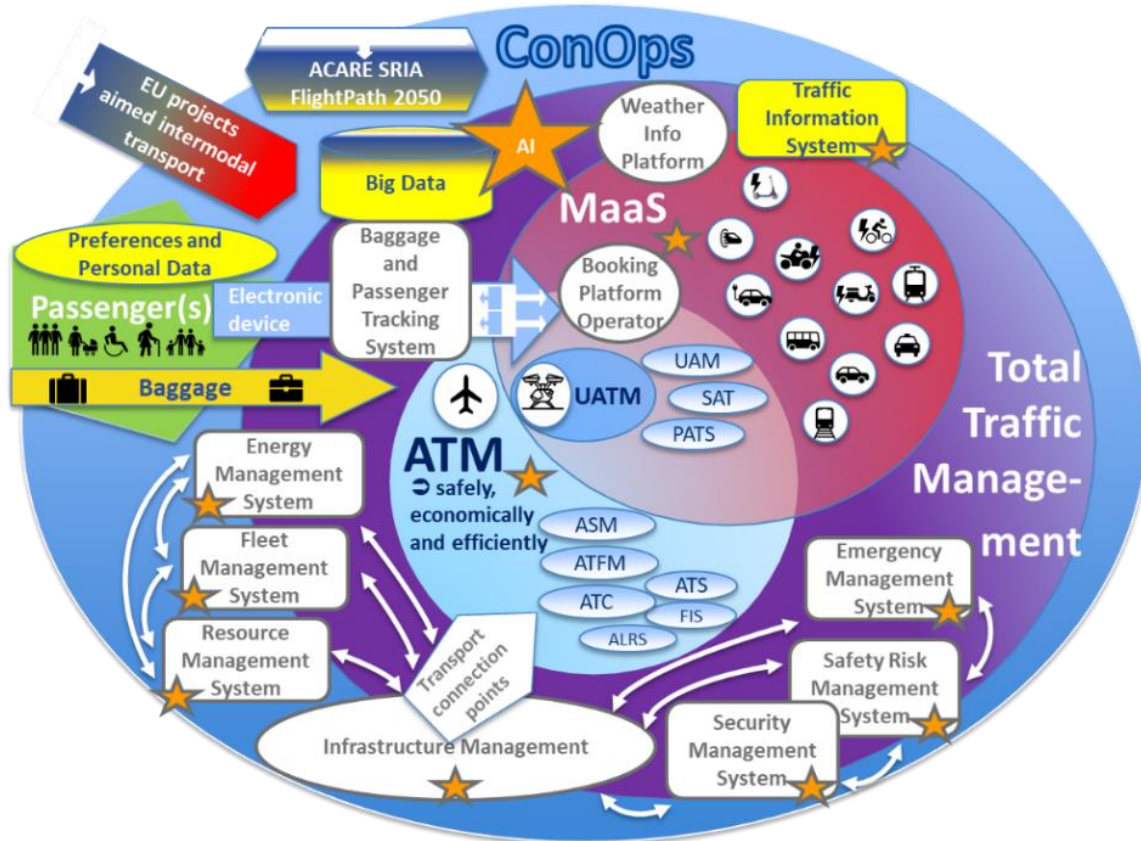 ConOps
ACARE SRIA
FlightPath 2050
EU projects
aimed intermodal
transport
AI
Weather
Info
Platform
Traffic
Information
System
Big Data
MaaS
Preferences and
Personal Data
Passenger(s)
Electronic
device
Baggage
and
Passenger
Tracking
System
Booking
Platform
Operator
Baggage
UATM
UAM
SAT
PATS
Total
Traffic
Manage-
ment
ATM
➲ safely,
economically
and efficiently
Energy
Management
System
Fleet
Management
System
Resource
Management
System
ASM
ATFM
ATS
ATC
FIS
ALRS
Transport
connection
points
Infrastructure Management
Emergency
Management
System
Safety Risk
Management
System
Security
Management
System